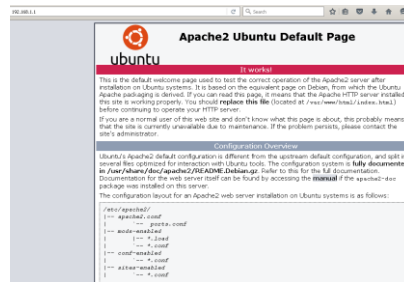 192.168.1.1
Search
ubuntu
Apache2 Ubuntu Default Page
It works!
This is the default welcome page used to test the correct operation of the Apache2 server after
installation on Ubuntu systems. It is based on the equivalent page on Debian, from which the Ubuntu
Apache packaging is derived. If you can read this page, it means that the Apache HTTP server installed
this site is working properly. You should replace this file (located at /var/www/html/index.html)
before continuing to operate your HTTP server.
If you are a normal user of this web site and don't know what this page is about, this probably means
that the site is currently unavailable due to maintenance. If the problem persists, please contact the
site's administrator.
Configuration Overview
Ubuntu's Apache2 default configuration is different from the upstream default configuration, and split
several files optimized for interaction with Ubuntu tools. The configuration system is fully documente
in /usr/share/doc/apache2/README.Debian.gz. Refer to this for the full documentation.
Documentation for the web server itself can be found by accessing the manual if the apache2-doc
package was installed on this server.
The configuration layout for an Apache2 web server installation on Ubuntu systems is as follows:
/etc/apache2/
|-- apache2.conf
|       `--  ports.conf
|-- mods-enabled
|       |-- *.load
|       `-- *.conf
|-- conf-enabled
|       `-- *.conf
|-- sites-enabled
|       `-- *.conf